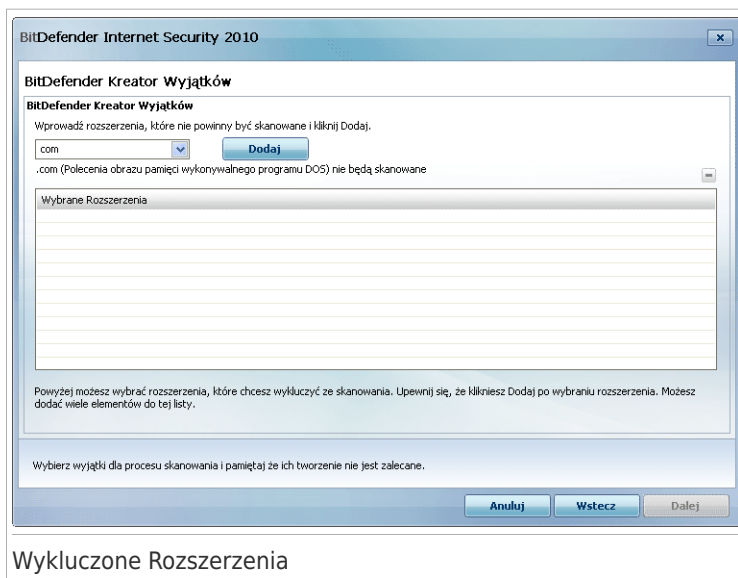 BitDefender Internet Security 2010
BitDefender Kreator Wyjątków
BitDefender Kreator Wyjątków
Wprowadź rozszerzenia, które nie powinny być skanowane i kliknij Dodaj.
com
Dodaj
.com (Polecenia obrazu pamięci wykonywalnego programu DOS) nie będą skanowane
Wybrane Rozszerzenia
Powyżej możesz wybrać rozszerzenia, które chcesz wykluczyć ze skanowania. Upewnij się, że klikniesz Dodaj po wybraniu rozszerzenia. Możesz
dodać wiele elementów do tej listy.
Wybierz wyjątki dla procesu skanowania i pamiętaj że ich tworzenie nie jest zalecane.
Anuluj
Wstecz
Dalej
Wykluczone Rozszerzenia